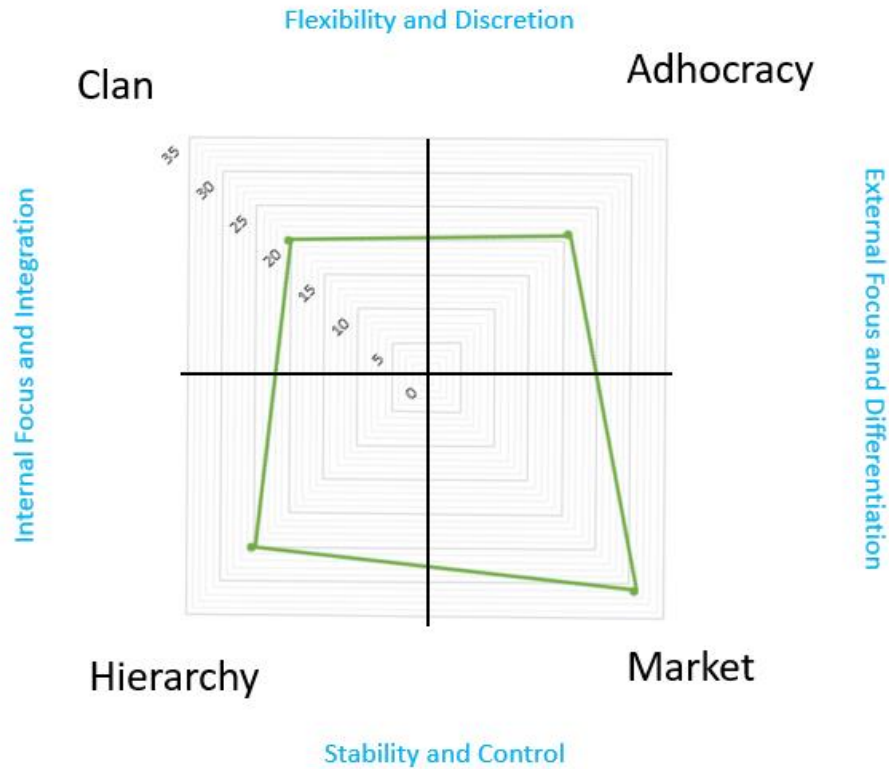 Flexibility and Discretion
Clan
Adhocracy
35
30
25
20
15
10
5
0
Internal Focus and Integration
External Focus and Differentiation
Hierarchy
Market
Stability and Control